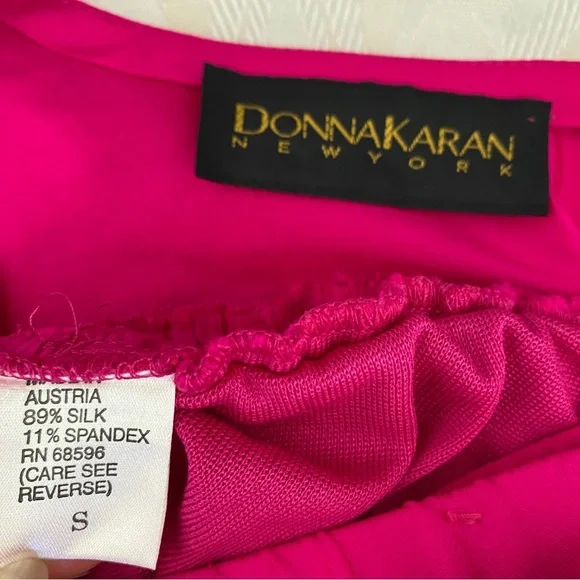 DONNAKARAN
NEW YORK
AUSTRIA
89% SILK
11% SPANDEX
RN 68596
(CARE SEE
REVERSE)
S